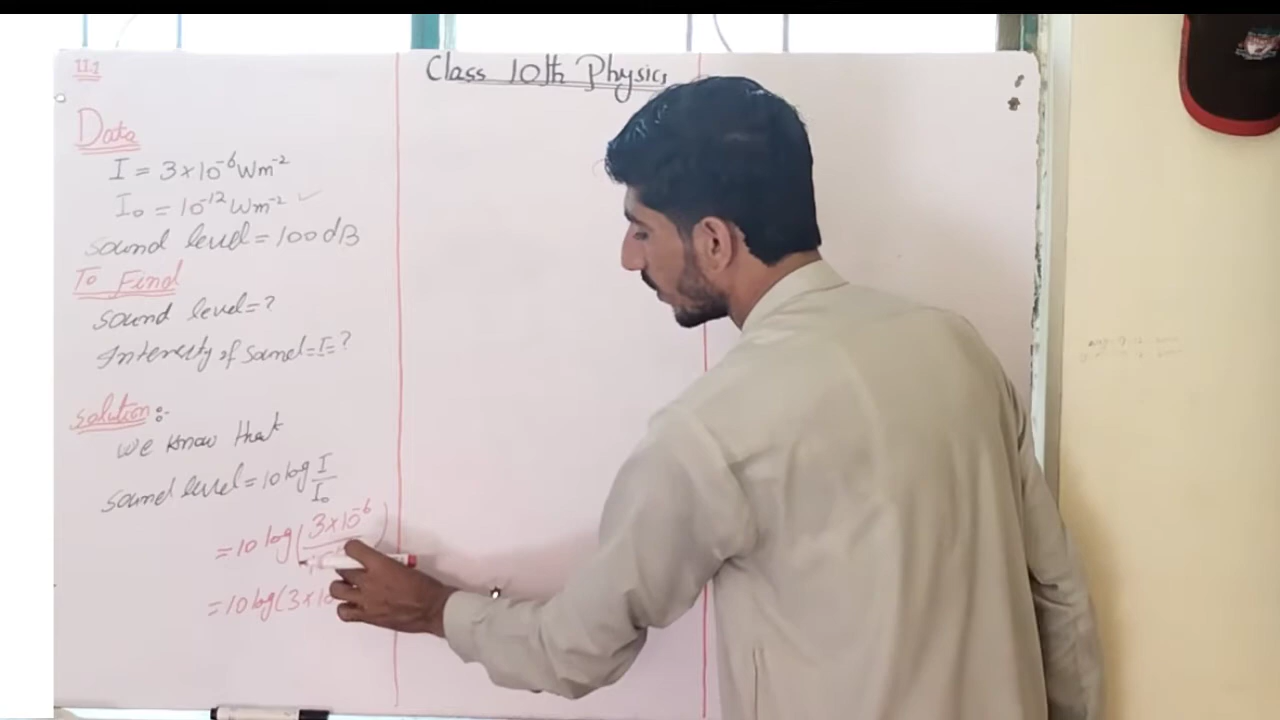 11.1
Class 10th Physics
Data
I = 3×10⁻⁶ Wm⁻²
I₀ = 10⁻¹² Wm⁻² ✓
Sound level = 100 dB
To Find
Sound level = ?
Intensity of Sound = I = ?
Solution :-
we know that
Sound level = 10 log I/I₀
= 10 log (3×10⁻⁶
= 10 log (3×10